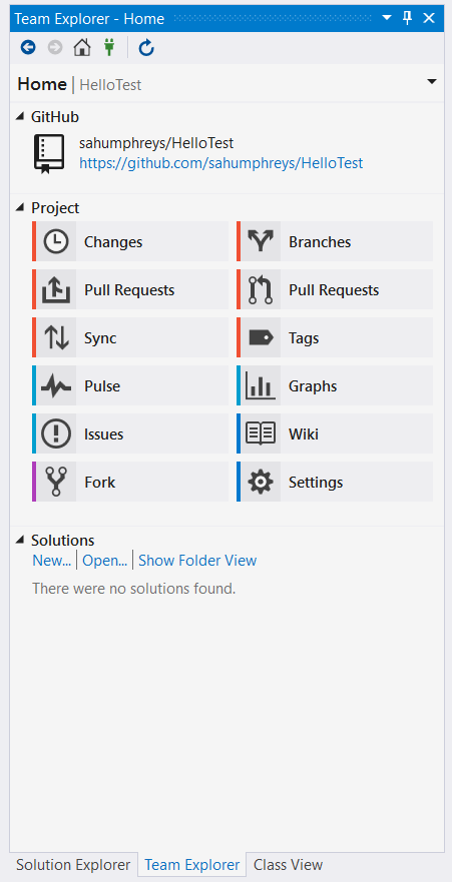 Team Explorer - Home
Home | HelloTest
GitHub
sahumphreys/HelloTest
https://github.com/sahumphreys/HelloTest
Project
Changes Branches
Pull Requests Pull Requests
Sync Tags
Pulse Graphs
Issues Wiki
Fork Settings
Solutions
New... | Open... | Show Folder View
There were no solutions found.
Solution Explorer Team Explorer Class View